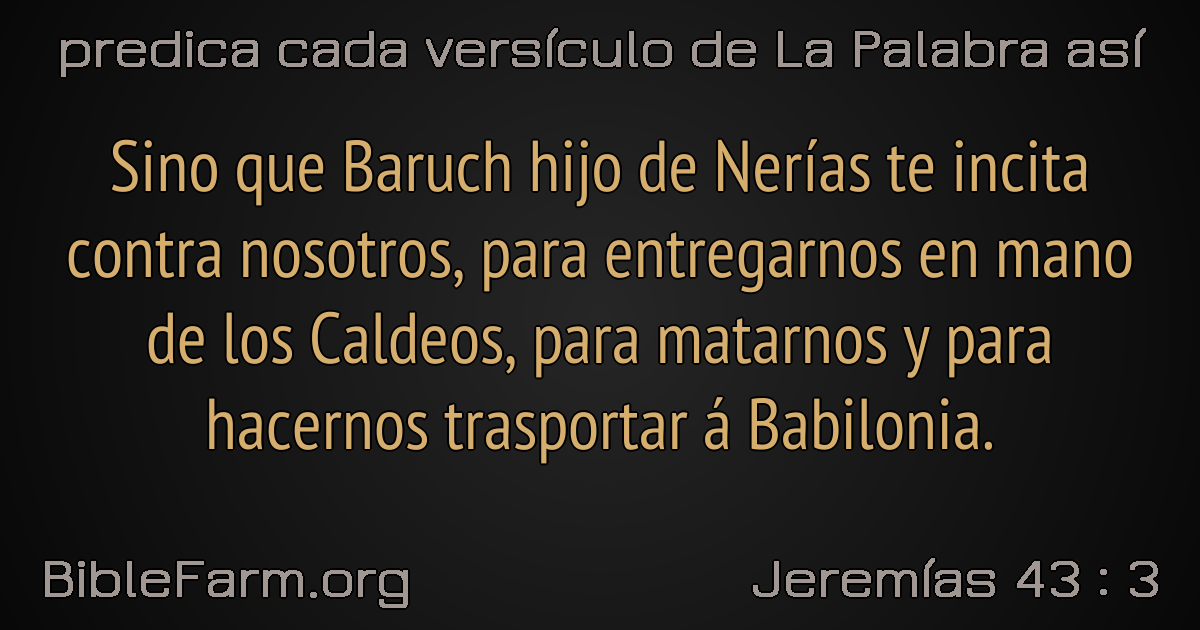 predica cada versículo de La Palabra así
Sino que Baruch hijo de Nerías te incita
contra nosotros, para entregarnos en mano
de los Caldeos, para matarnos y para
hacernos trasportar á Babilonia.
BibleFarm.org
Jeremías 43 : 3